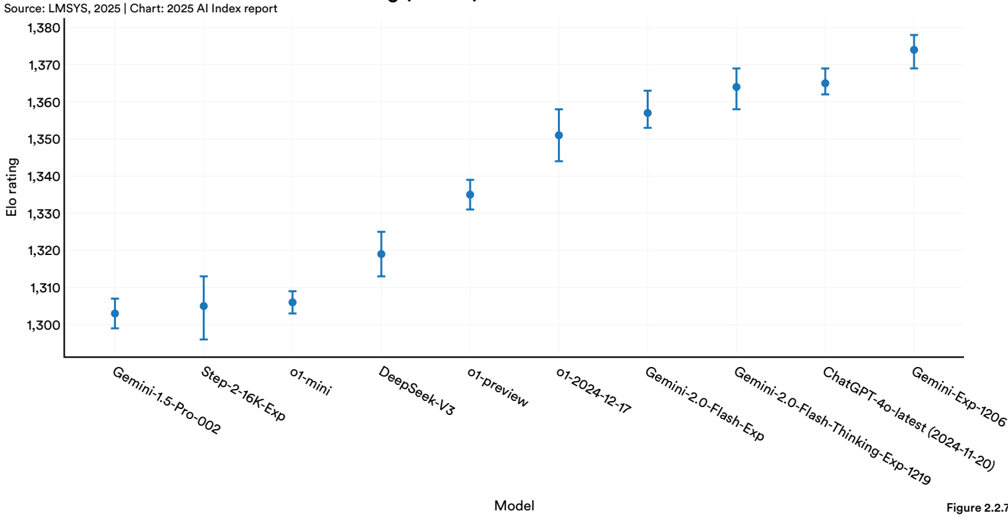 Source: LMSYS, 2025 | Chart: 2025 AI Index report
1,380
1,370
1,360
1,350
1,340
1,330
1,320
1,310
1,300
Elo rating
Gemini-1.5-Pro-002
Step-2-16K-Exp
o1-mini
DeepSeek-V3
o1-preview
o1-2024-12-17
Gemini-2.0-Flash-Exp
Gemini-2.0-Flash-Thinking-Exp-1219
ChatGPT-4o-latest (2024-11-20)
Gemini-Exp-1206
Model
Figure 2.2.7